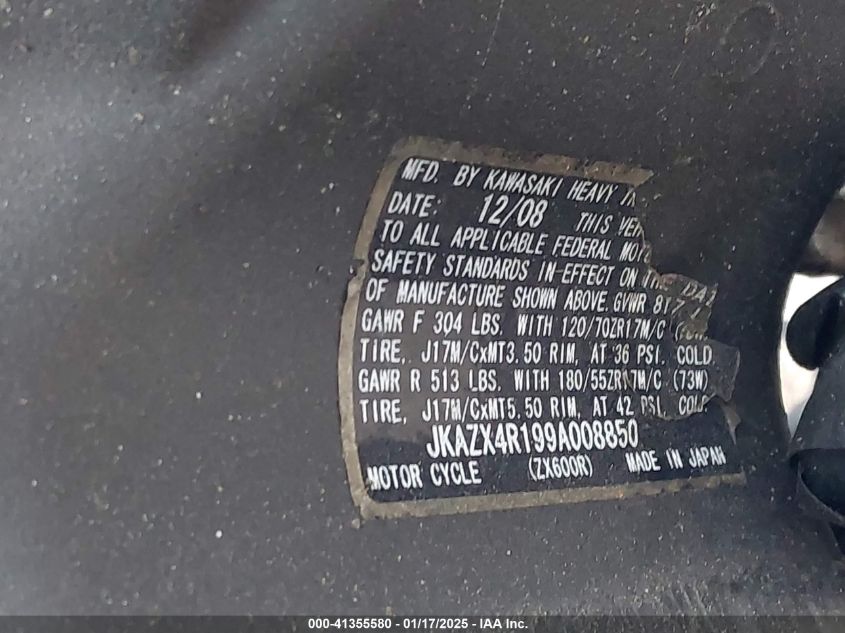 MFD. BY KAWASAKI HEAVY
DATE: 12/08 THIS
TO ALL APPLICABLE FEDERAL
SAFETY STANDARDS IN EFFECT ON
OF MANUFACTURE SHOWN ABOVE. GVWR
GAWR F 304 LBS. WITH 120/70ZR17M/C
TIRE, J17M/CxMT3.50 RIM, AT 36 PSI. COLD.
GAWR R 513 LBS. WITH 180/55ZR17M/C (73W)
TIRE, J17M/CxMT5.50 RIM, AT 42 PSI. COLD.
JKAZX4R199A008850
MOTOR CYCLE (ZX600R) MADE IN JAPAN
000-41355580 - 01/17/2025 - IAA Inc.